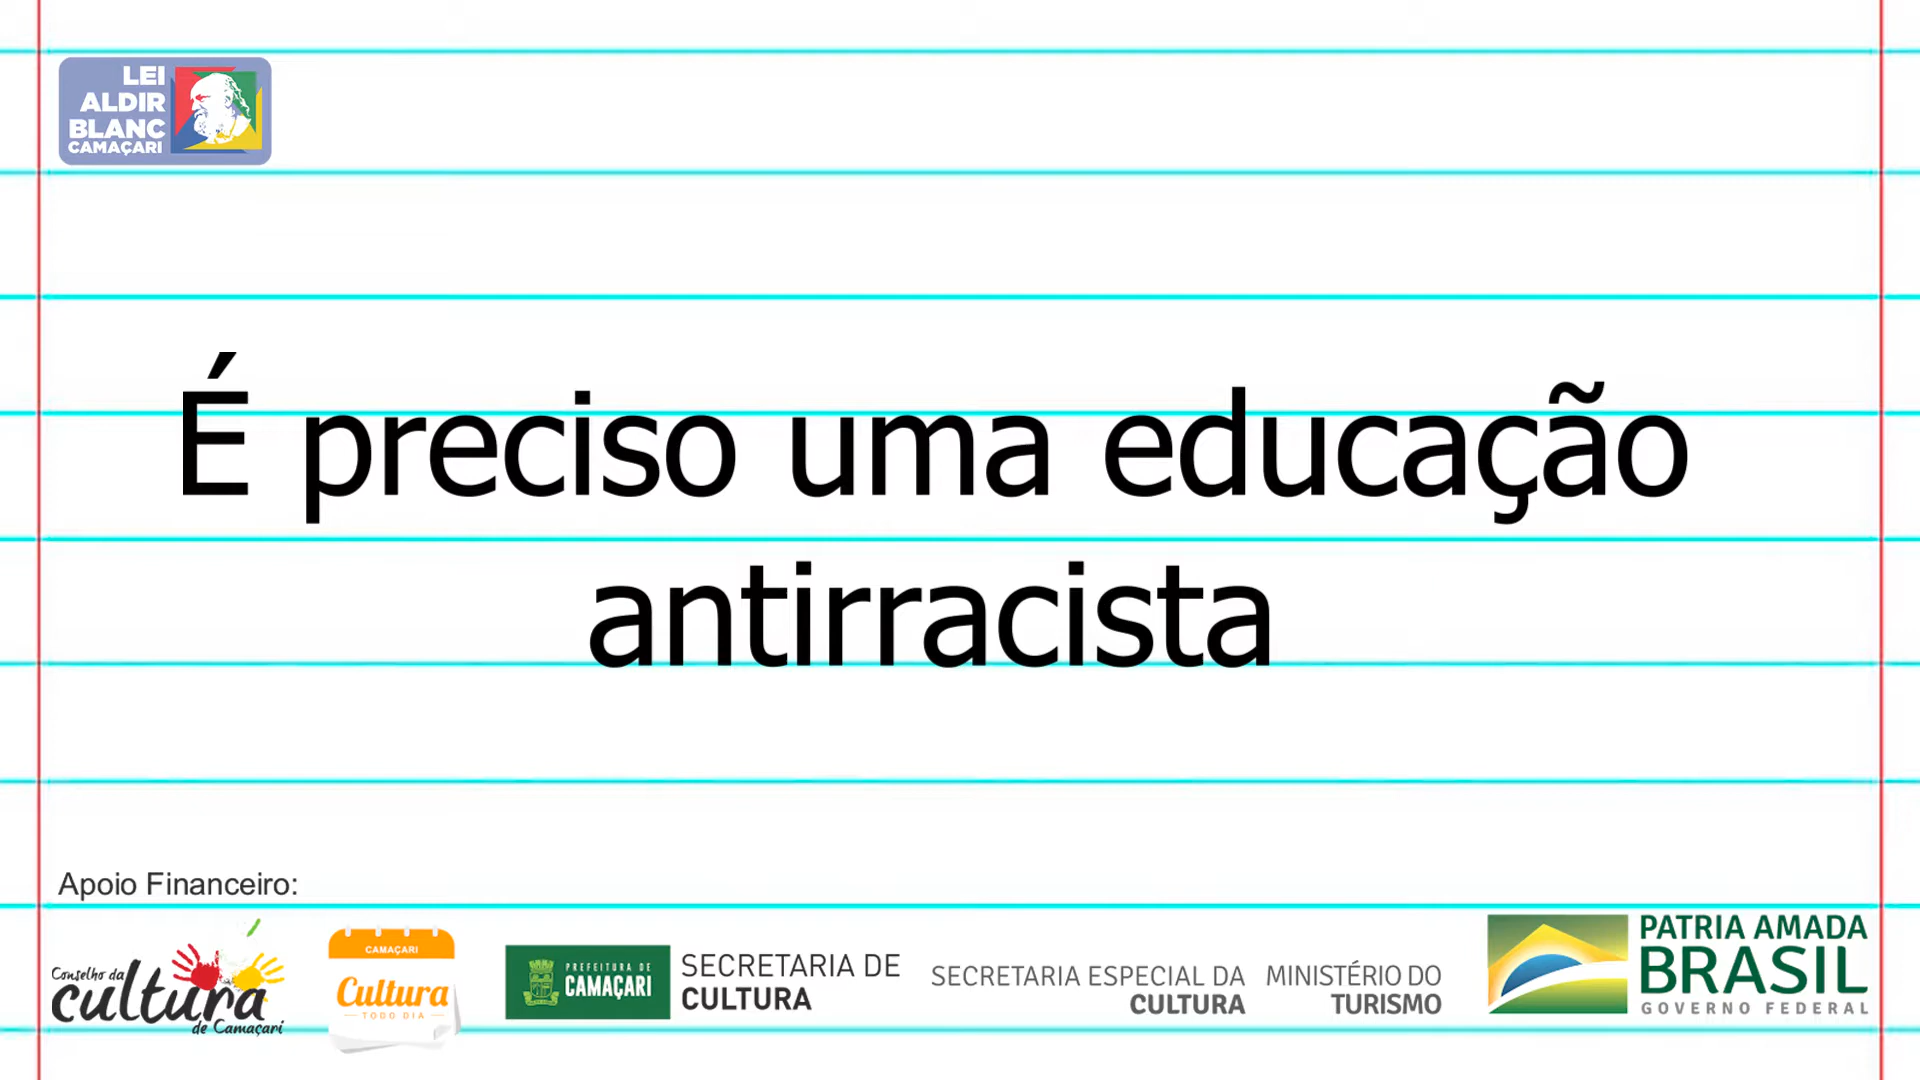 LEI
ALDIR
BLANC
CAMAÇARI
É preciso uma educação
antirracista
Apoio Financeiro:
Conselho da
cultura
de Camaçari
CAMAÇARI
Cultura
TODO DIA
PREFEITURA DE
CAMAÇARI
SECRETARIA DE
CULTURA
SECRETARIA ESPECIAL DA
CULTURA
MINISTÉRIO DO
TURISMO
PATRIA AMADA
BRASIL
GOVERNO FEDERAL